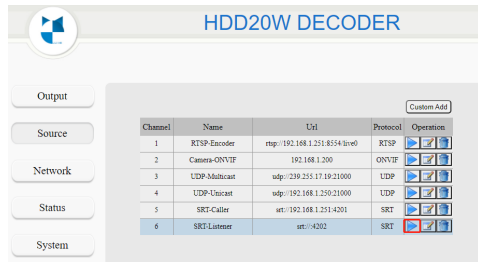 HDD20W DECODER
Output
Source
Network
Status
System
Custom Add
Channel Name Url Protocol Operation
1 RTSP-Encoder rtsp://192.168.1.251:8554/live0 RTSP
2 Camera-ONVIF 192.168.1.200 ONVIF
3 UDP-Multicast udp://239.255.17.19:21000 UDP
4 UDP-Unicast udp://192.168.1.250:21000 UDP
5 SRT-Caller srt://192.168.1.251:4201 SRT
6 SRT-Listener srt://:4202 SRT